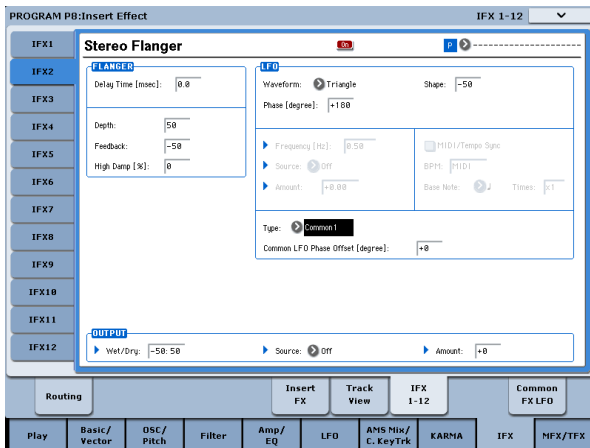 PROGRAM P8:Insert Effect IFX 1-12
IFX1
IFX2
IFX3
IFX4
IFX5
IFX6
IFX7
IFX8
IFX9
IFX10
IFX11
IFX12
Stereo Flanger On P ------------------------
FLANGER
Delay Time [msec]: 0.0
Depth: 50
Feedback: -50
High Damp [%]: 0
LFO
Waveform: Triangle Shape: -50
Phase [degree]: +180
Frequency [Hz]: 0.50
Source: Off
Amount: +0.00
MIDI/Tempo Sync
BPM: MIDI
Base Note: ♩ Times: x1
Type: Common1
Common LFO Phase Offset [degree]: +0
OUTPUT
Wet/Dry: -50:50 Source: Off Amount: +0
Routing
Insert
FX
Track
View
IFX
1-12
Common
FX LFO
Play
Basic/
Vector
OSC/
Pitch
Filter
Amp/
EQ
LFO
AMS Mix/
C. KeyTrk
KARMA
IFX
MFX/TFX